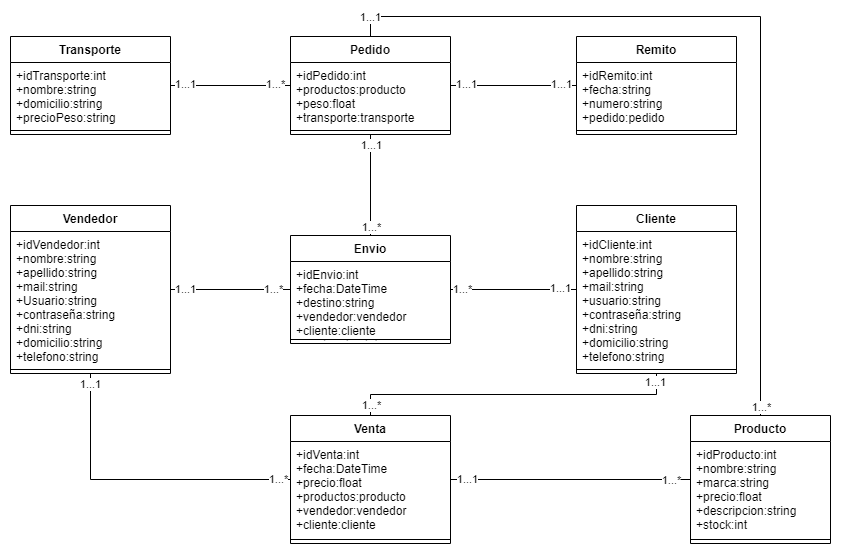 1...1
Transporte
+idTransporte:int
+nombre:string
+domicilio:string
+precioPeso:string
1...1
1...*
Pedido
+idPedido:int
+productos:producto
+peso:float
+transporte:transporte
1...1
1...1
Remito
+idRemito:int
+fecha:string
+numero:string
+pedido:pedido
1...1
1...*
Vendedor
+idVendedor:int
+nombre:string
+apellido:string
+mail:string
+Usuario:string
+contraseña:string
+dni:string
+domicilio:string
+telefono:string
1...1
1...*
Envio
+idEnvio:int
+fecha:DateTime
+destino:string
+vendedor:vendedor
+cliente:cliente
1...*
1...1
Cliente
+idCliente:int
+nombre:string
+apellido:string
+mail:string
+usuario:string
+contraseña:string
+dni:string
+domicilio:string
+telefono:string
1...1
1...1
1...*
1...*
1...*
Venta
+idVenta:int
+fecha:DateTime
+precio:float
+productos:producto
+vendedor:vendedor
+cliente:cliente
1...1
1...*
Producto
+idProducto:int
+nombre:string
+marca:string
+precio:float
+descripcion:string
+stock:int